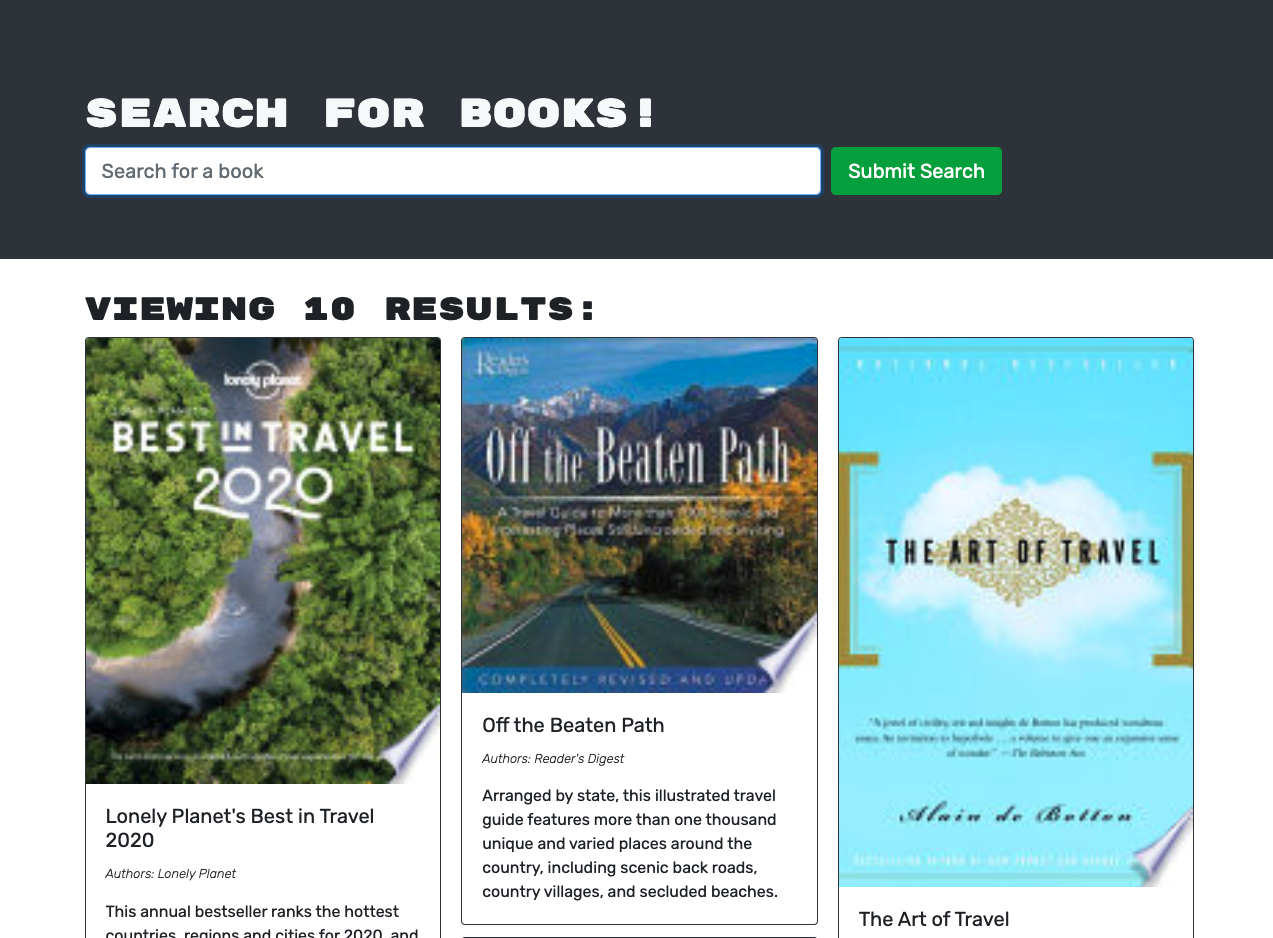 SEARCH FOR BOOKS!
Search for a book
Submit Search
VIEWING 10 RESULTS:
lonely planet
BEST IN TRAVEL
2020
Lonely Planet's Best in Travel
2020
Authors: Lonely Planet
This annual bestseller ranks the hottest
countries, regions and cities for 2020, and
Reader's
Digest
Off the Beaten Path
A Travel Guide to More than 1000 Scenic and
Interesting Places Still Uncrowded and Inviting
COMPLETELY REVISED AND UPDA
Off the Beaten Path
Authors: Reader's Digest
Arranged by state, this illustrated travel
guide features more than one thousand
unique and varied places around the
country, including scenic back roads,
country villages, and secluded beaches.
NATIONAL BESTSELLER
THE ART OF TRAVEL
Alain de Botton
The Art of Travel